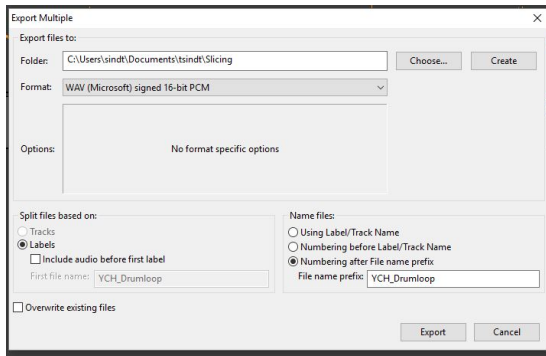 Export Multiple
Export files to:
Folder: C:\Users\sindt\Documents\tsindt\Slicing Choose... Create
Format: WAV (Microsoft) signed 16-bit PCM
Options: No format specific options
Split files based on:
Tracks
Labels
Include audio before first label
First file name: YCH_Drumloop
Name files:
Using Label/Track Name
Numbering before Label/Track Name
Numbering after File name prefix
File name prefix: YCH_Drumloop
Overwrite existing files
Export Cancel